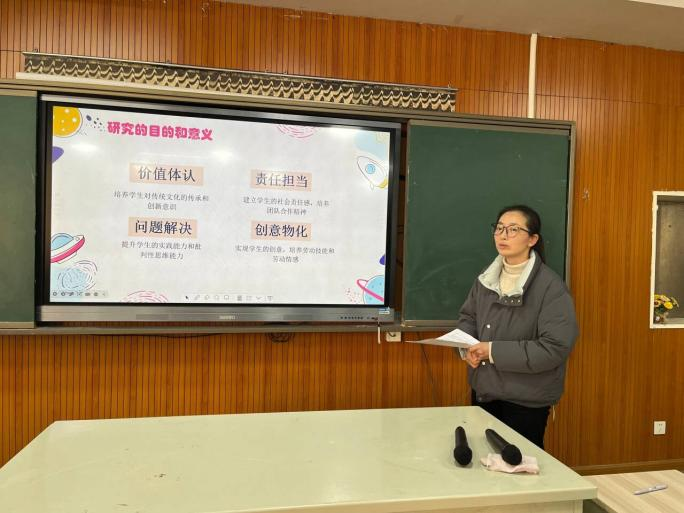 研究的目的和意义
价值体认
培养学生对传统文化的传承和
创新意识
责任担当
建立学生的社会责任感,培养
团队合作精神
问题解决
提升学生的实践能力和批
判性思维能力
创意物化
实现学生的创意,培养劳动技能和
劳动情感